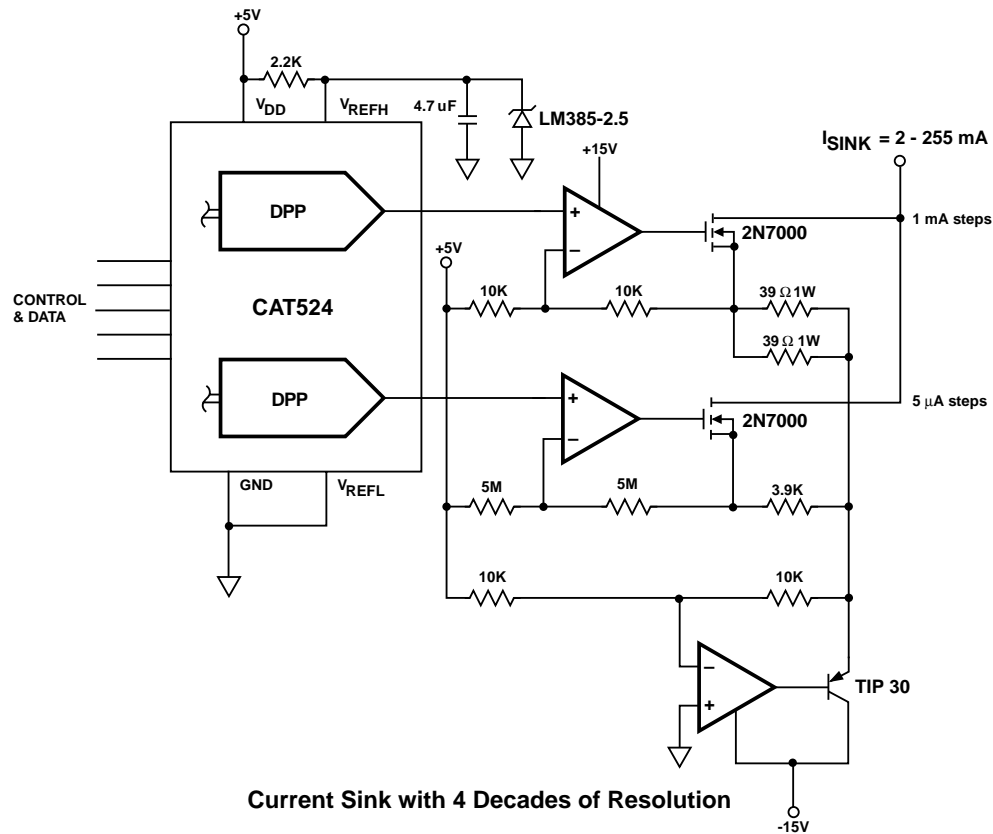 +5V
2.2K
V_DD
V_REFH
4.7 uF
LM385-2.5
I_SINK = 2 - 255 mA
+15V
DPP
+
−
2N7000
1 mA steps
+5V
CONTROL
& DATA
CAT524
10K
10K
39 Ω 1W
39 Ω 1W
DPP
+
−
2N7000
5 µA steps
GND
V_REFL
5M
5M
3.9K
10K
10K
−
+
TIP 30
Current Sink with 4 Decades of Resolution
-15V